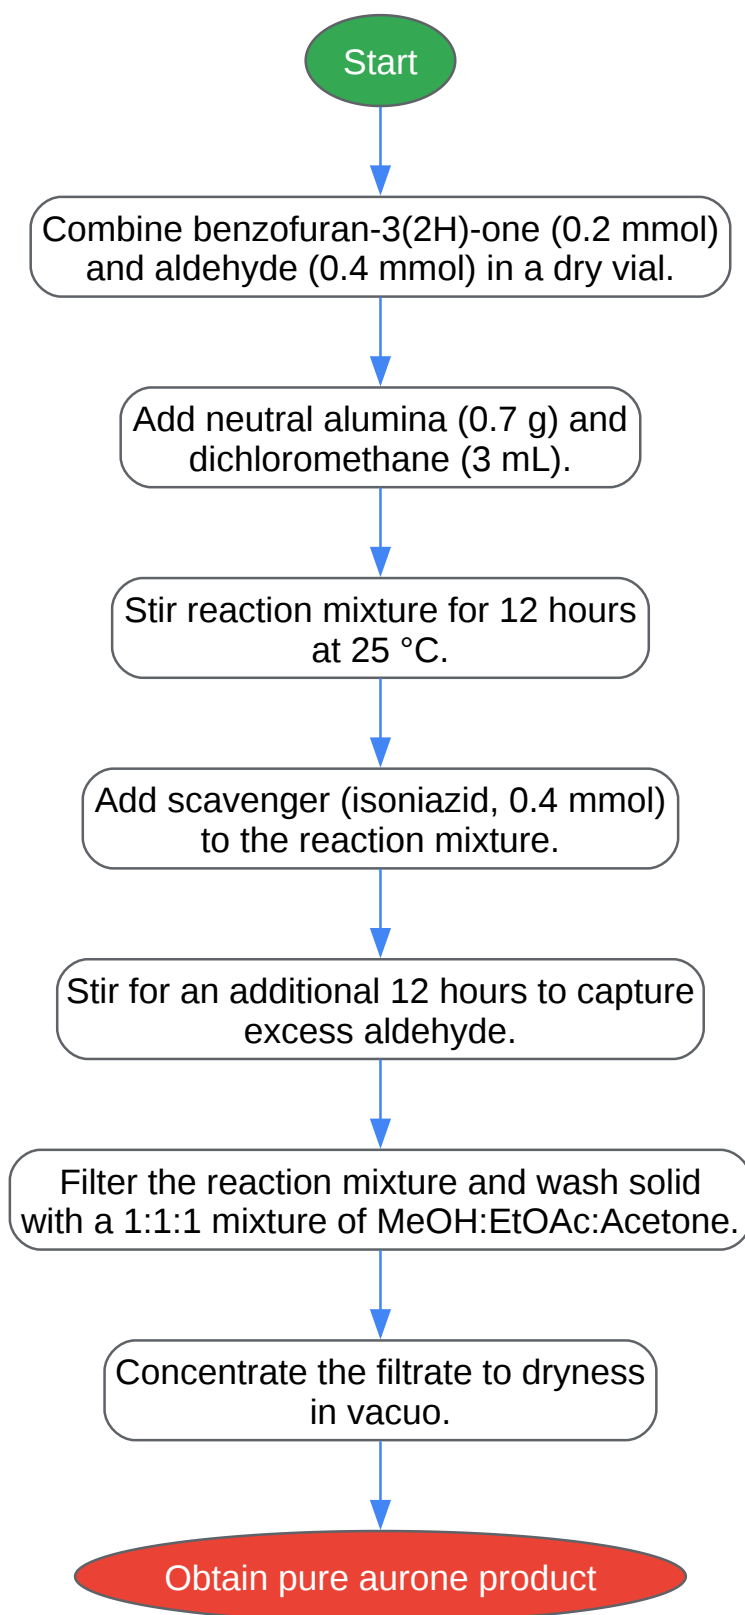 Start
Combine benzofuran-3(2H)-one (0.2 mmol)
and aldehyde (0.4 mmol) in a dry vial.
Add neutral alumina (0.7 g) and
dichloromethane (3 mL).
Stir reaction mixture for 12 hours
at 25 °C.
Add scavenger (isoniazid, 0.4 mmol)
to the reaction mixture.
Stir for an additional 12 hours to capture
excess aldehyde.
Filter the reaction mixture and wash solid
with a 1:1:1 mixture of MeOH:EtOAc:Acetone.
Concentrate the filtrate to dryness
in vacuo.
Obtain pure aurone product